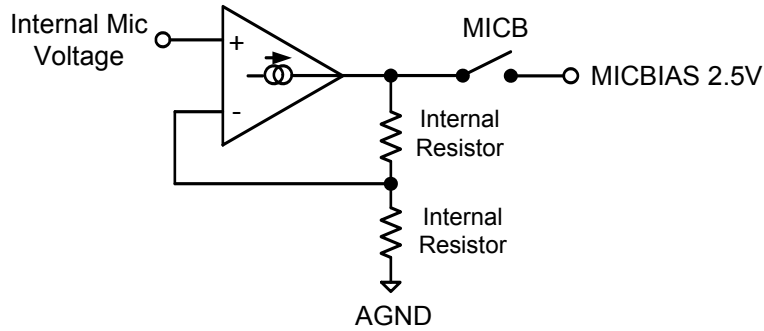 Internal Mic
Voltage
+
-
MICB
MICBIAS 2.5V
Internal
Resistor
Internal
Resistor
AGND